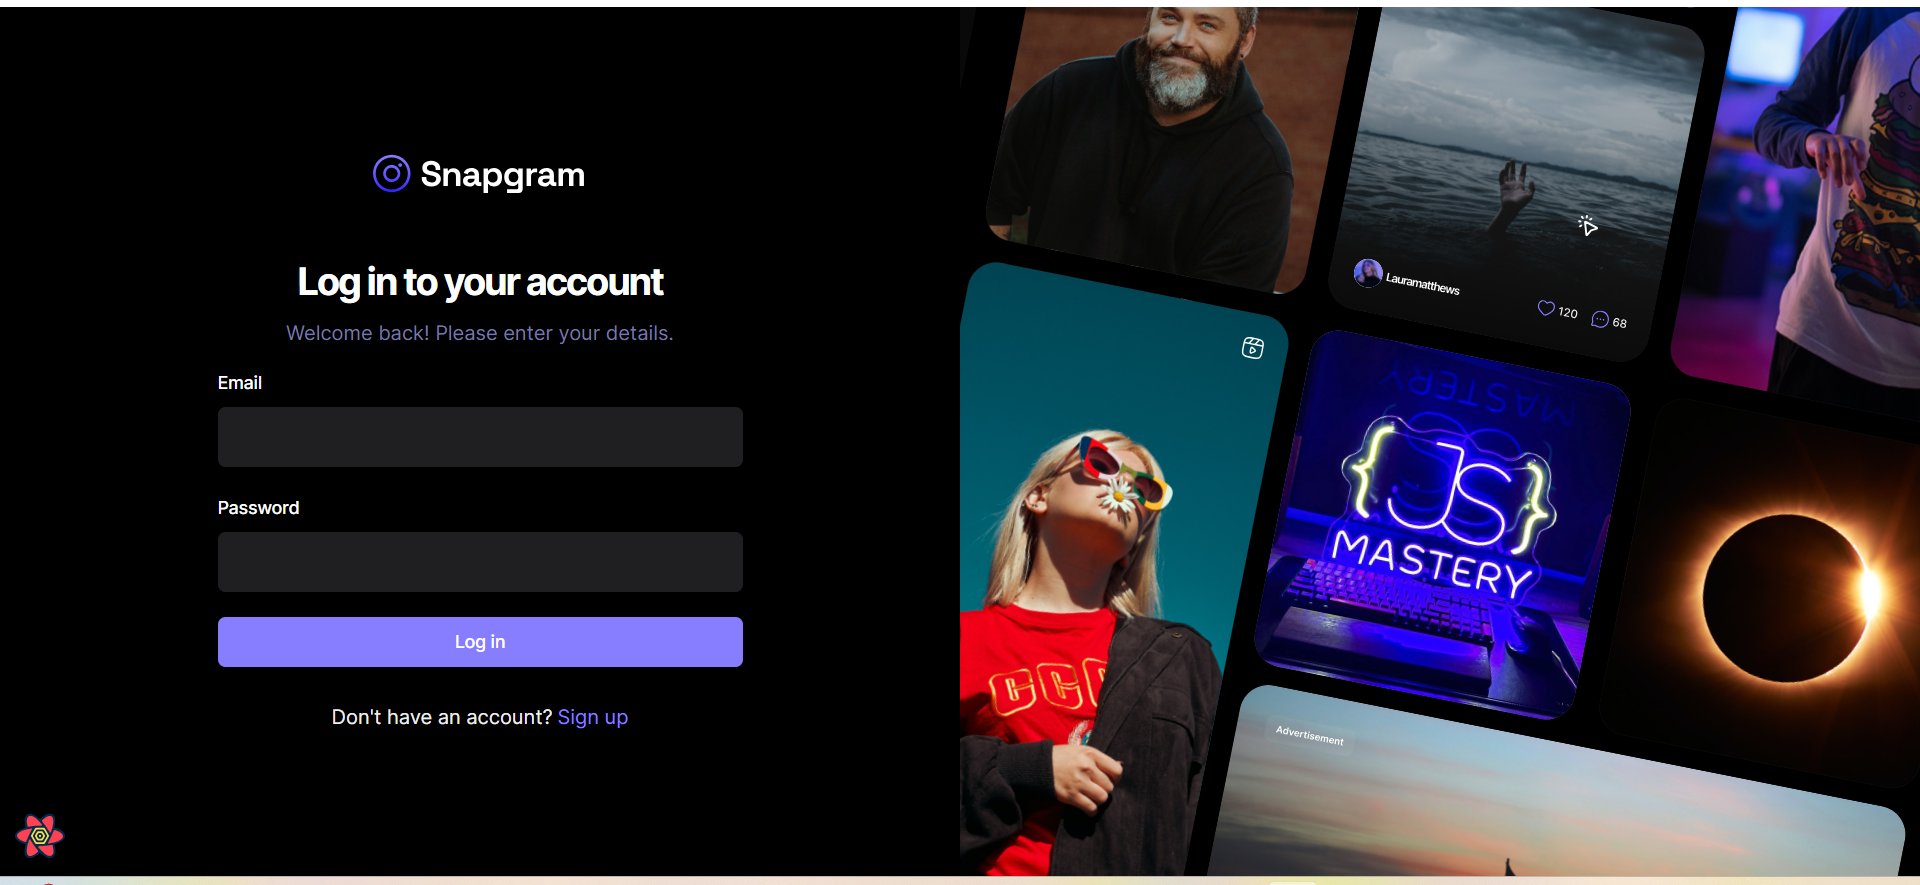 Snapgram
Log in to your account
Welcome back! Please enter your details.
Email
Password
Log in
Don't have an account? Sign up
Lauramatthews
120
68
MASTERY
{JS}
MASTERY
CCC
Advertisement